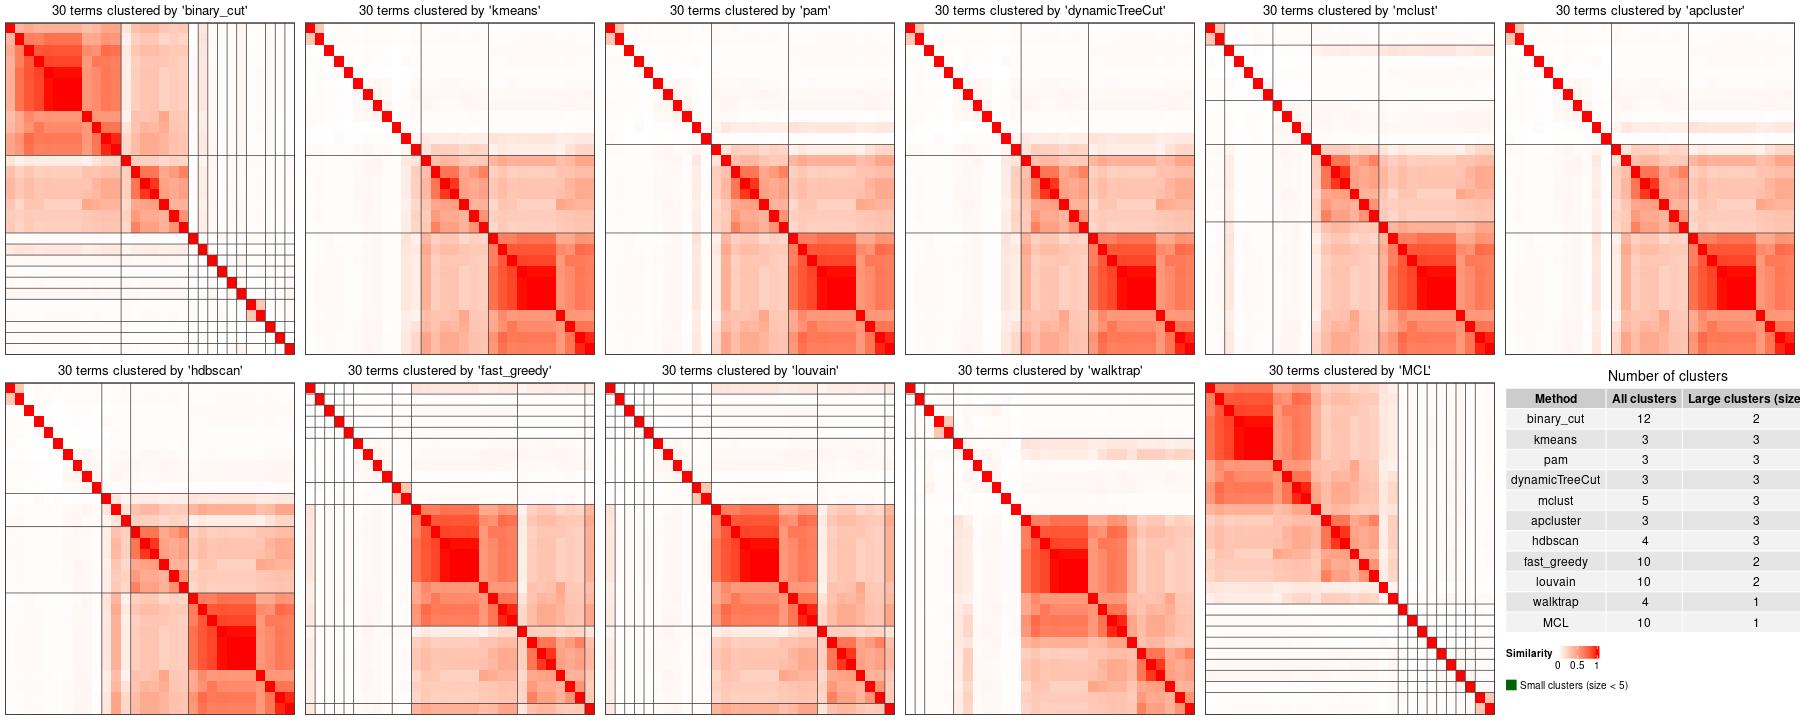 30 terms clustered by 'binary_cut'
30 terms clustered by 'kmeans'
30 terms clustered by 'pam'
30 terms clustered by 'dynamicTreeCut'
30 terms clustered by 'mclust'
30 terms clustered by 'apcluster'
30 terms clustered by 'hdbscan'
30 terms clustered by 'fast_greedy'
30 terms clustered by 'louvain'
30 terms clustered by 'walktrap'
30 terms clustered by 'MCL'
Number of clusters
Method All clusters Large clusters (size
binary_cut 12 2
kmeans 3 3
pam 3 3
dynamicTreeCut 3 3
mclust 5 3
apcluster 3 3
hdbscan 4 3
fast_greedy 10 2
louvain 10 2
walktrap 4 1
MCL 10 1
Similarity
0 0.5 1
Small clusters (size < 5)